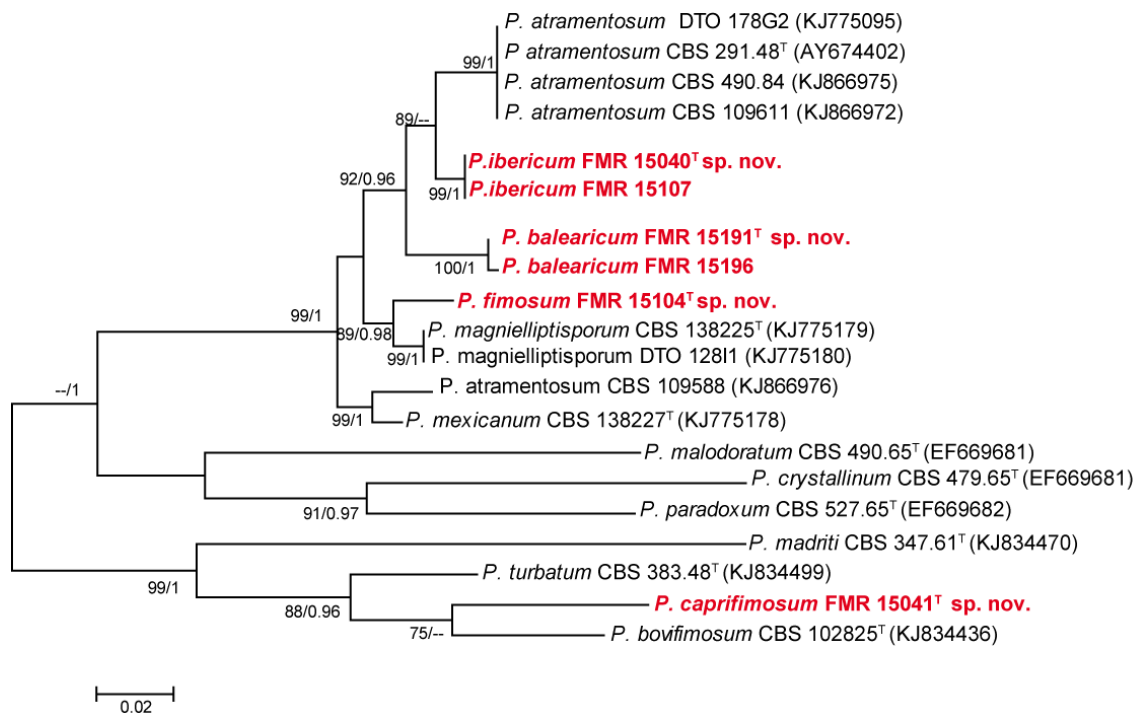 P. atramentosum DTO 178G2 (KJ775095)
P atramentosum CBS 291.48ᵀ (AY674402)
99/1
P. atramentosum CBS 490.84 (KJ866975)
P. atramentosum CBS 109611 (KJ866972)
89/--
P.ibericum FMR 15040ᵀ sp. nov.
92/0.96
P.ibericum FMR 15107
99/1
P. balearicum FMR 15191ᵀ sp. nov.
100/1
P. balearicum FMR 15196
P. fimosum FMR 15104ᵀ sp. nov.
99/1
P. magnielliptisporum CBS 138225ᵀ (KJ775179)
89/0.98
P. magnielliptisporum DTO 128I1 (KJ775180)
99/1
--/1
P. atramentosum CBS 109588 (KJ866976)
P. mexicanum CBS 138227ᵀ (KJ775178)
99/1
P. malodoratum CBS 490.65ᵀ (EF669681)
P. crystallinum CBS 479.65ᵀ (EF669681)
91/0.97
P. paradoxum CBS 527.65ᵀ (EF669682)
P. madriti CBS 347.61ᵀ (KJ834470)
99/1
P. turbatum CBS 383.48ᵀ (KJ834499)
88/0.96
P. caprifimosum FMR 15041ᵀ sp. nov.
75/--
P. bovifimosum CBS 102825ᵀ (KJ834436)
0.02